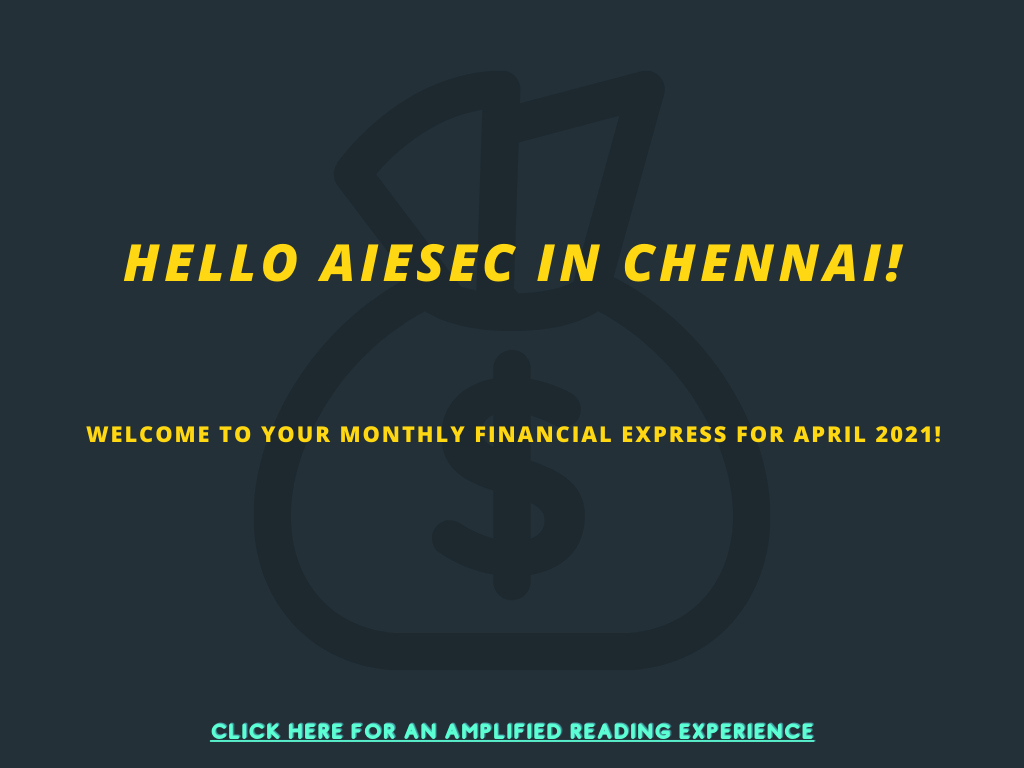 HELLO AIESEC IN CHENNAI!
WELCOME TO YOUR MONTHLY FINANCIAL EXPRESS FOR APRIL 2021!
CLICK HERE FOR AN AMPLIFIED READING EXPERIENCE